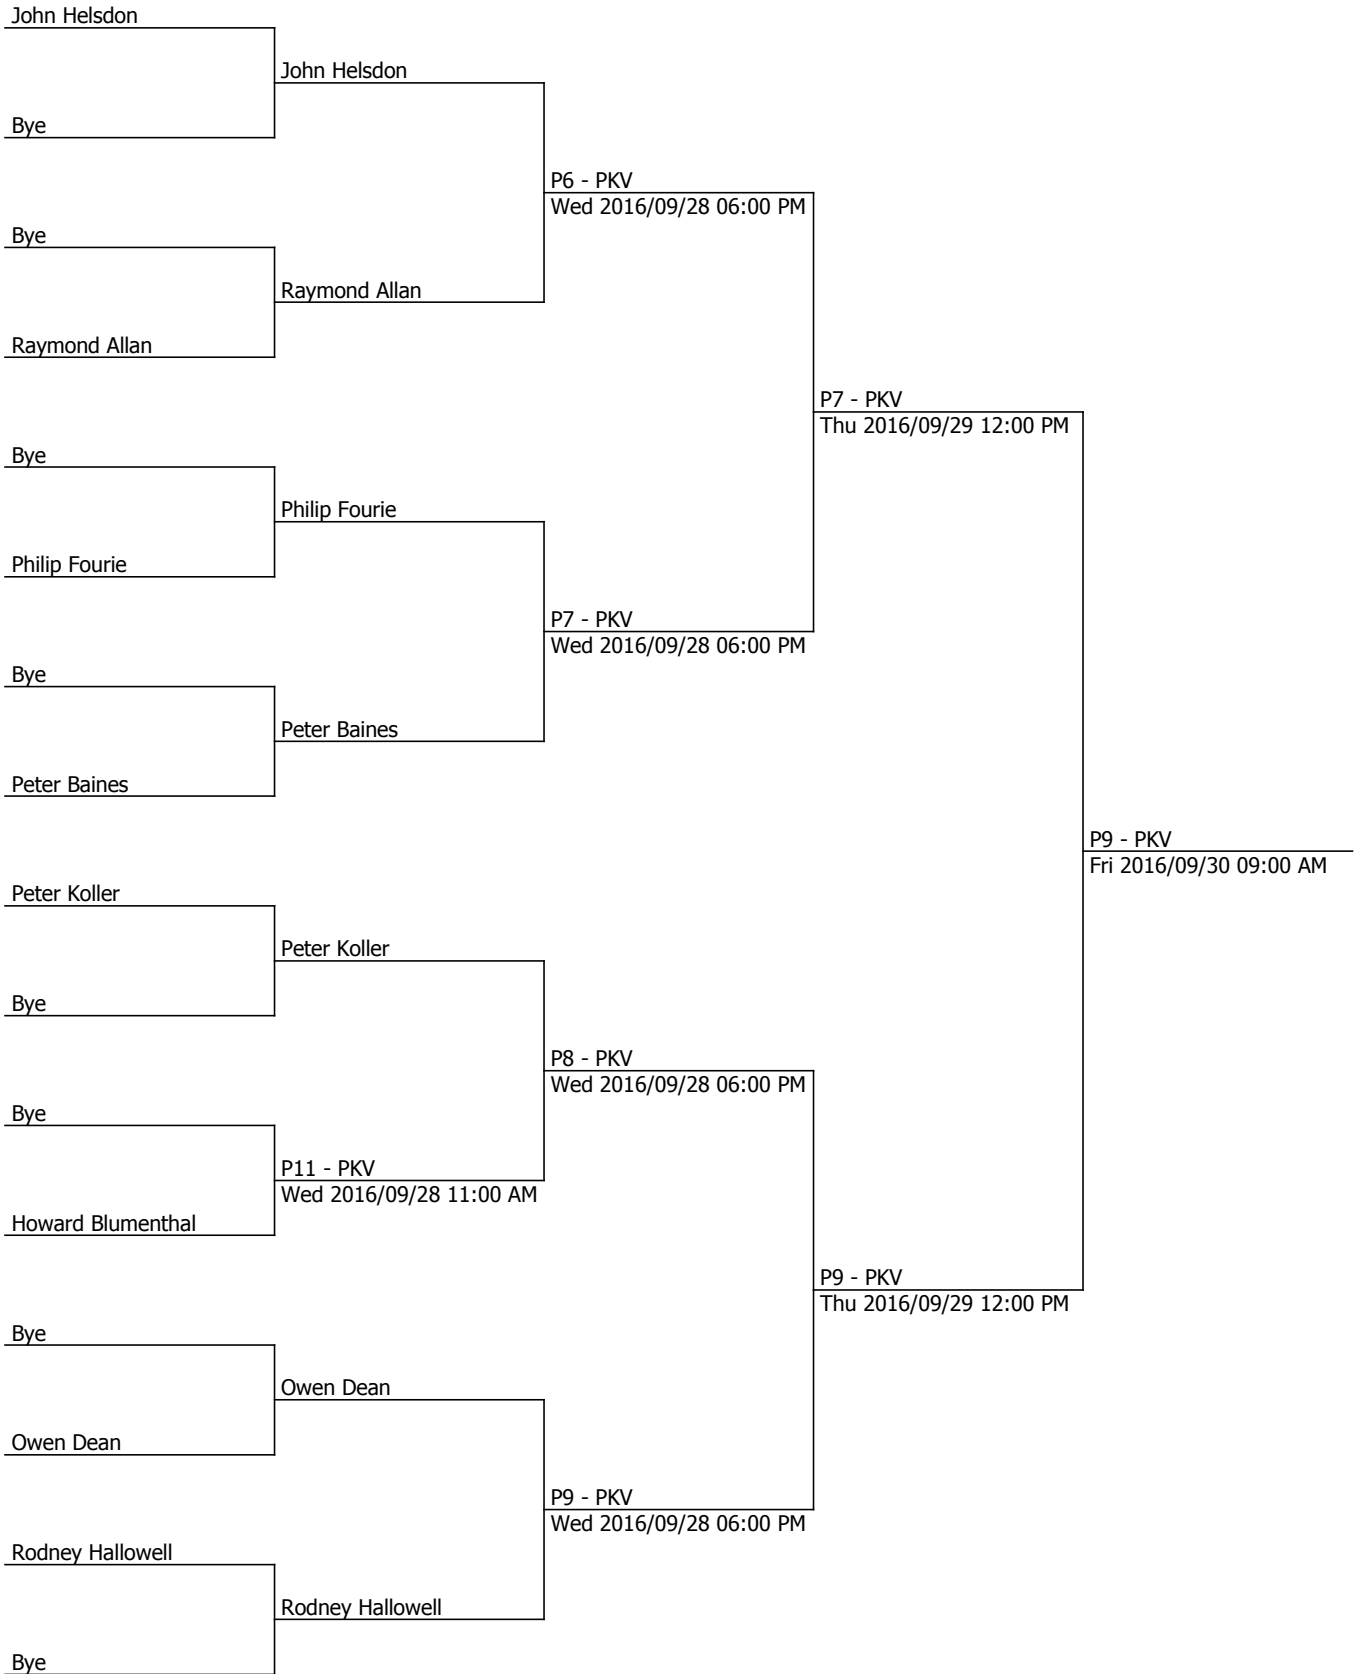 John Helsdon
John Helsdon
Bye
P6 - PKV
Wed 2016/09/28 06:00 PM
Bye
Raymond Allan
Raymond Allan
P7 - PKV
Thu 2016/09/29 12:00 PM
Bye
Philip Fourie
Philip Fourie
P7 - PKV
Wed 2016/09/28 06:00 PM
Bye
Peter Baines
Peter Baines
P9 - PKV
Fri 2016/09/30 09:00 AM
Peter Koller
Peter Koller
Bye
P8 - PKV
Wed 2016/09/28 06:00 PM
Bye
P11 - PKV
Wed 2016/09/28 11:00 AM
Howard Blumenthal
P9 - PKV
Thu 2016/09/29 12:00 PM
Bye
Owen Dean
Owen Dean
P9 - PKV
Wed 2016/09/28 06:00 PM
Rodney Hallowell
Rodney Hallowell
Bye